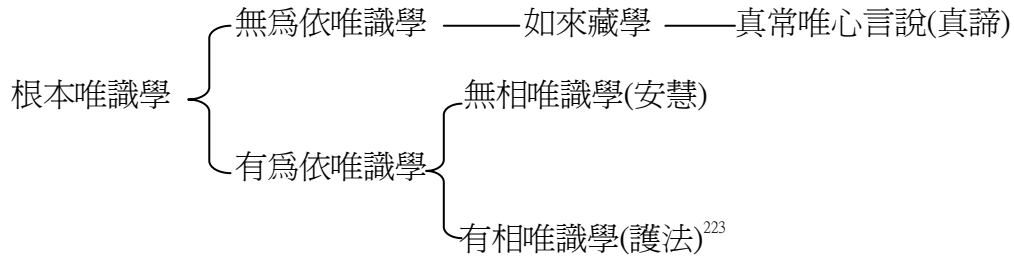 無爲依唯識學 如來藏學 真常唯心言說(真諦)
根本唯識學 無相唯識學(安慧)
有爲依唯識學
有相唯識學(護法)223